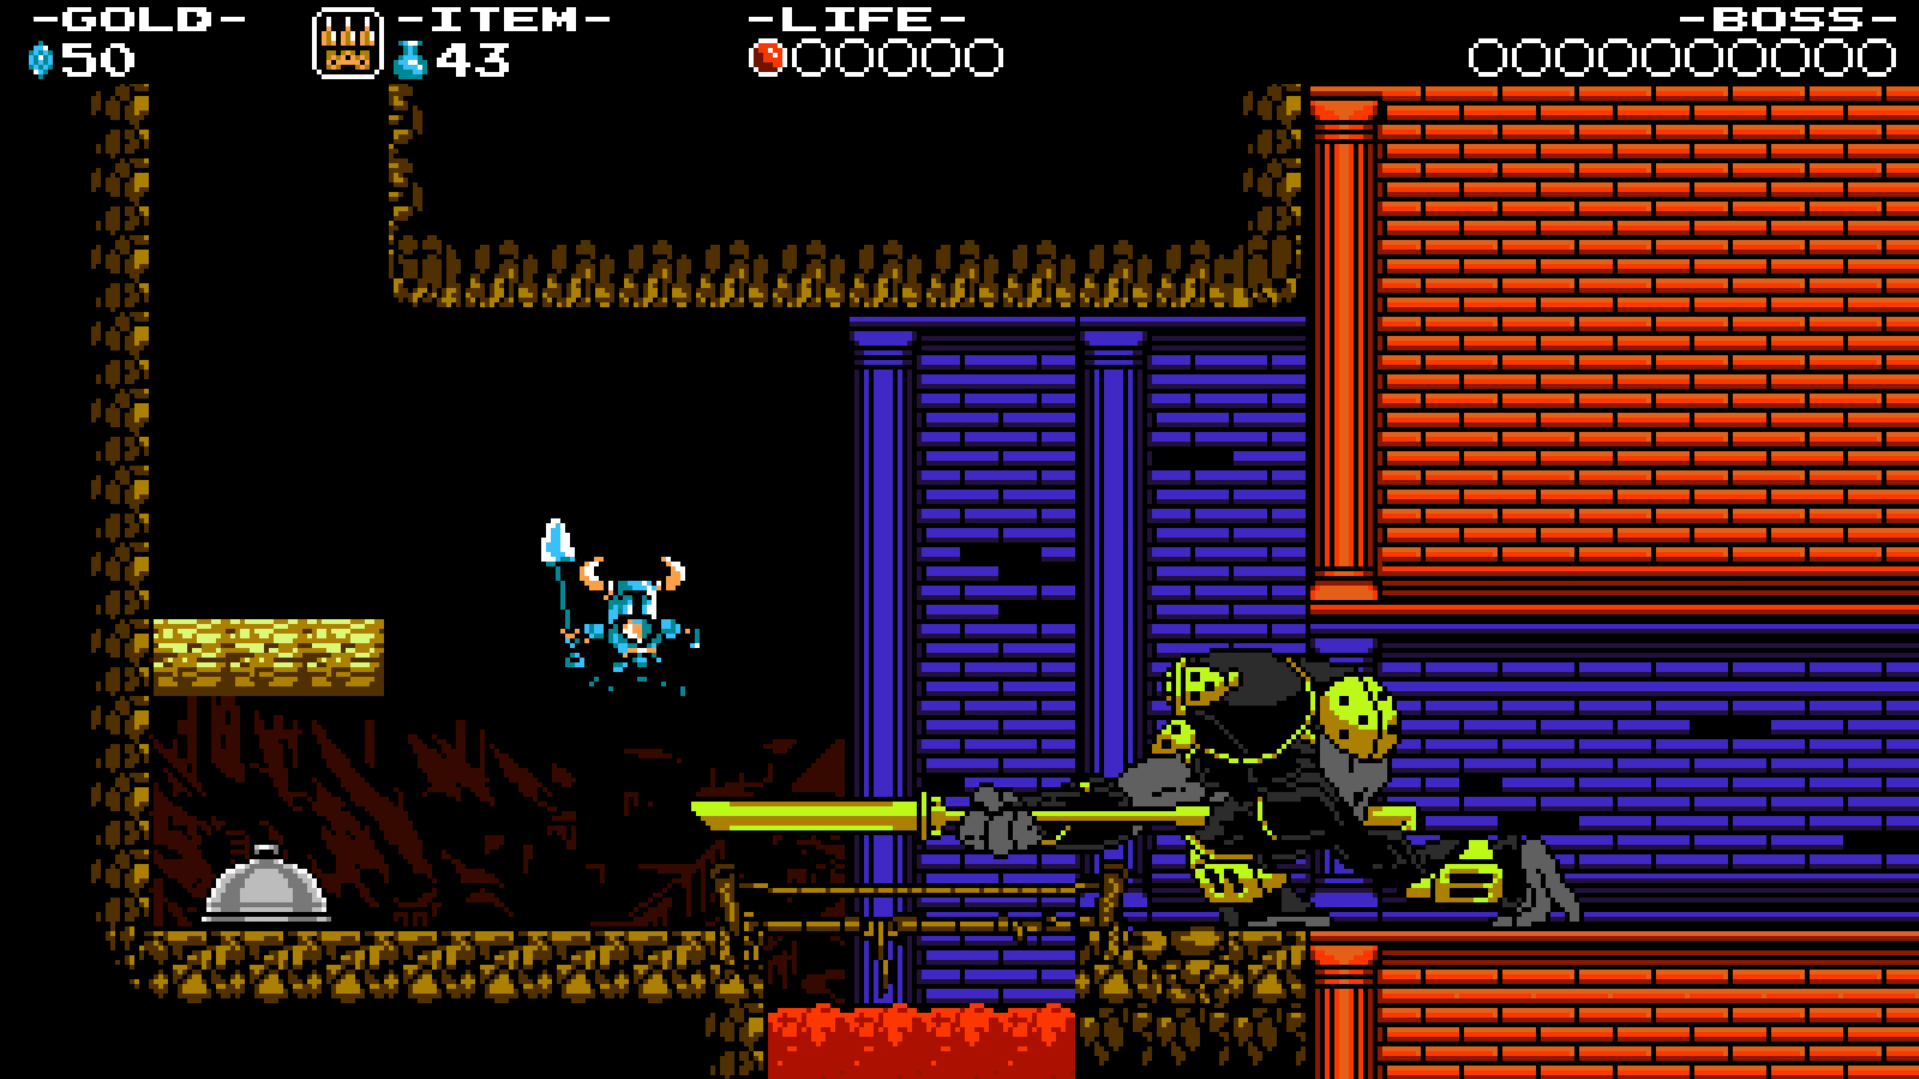 -GOLD-
50
-ITEM-
43
-LIFE-
-BOSS-